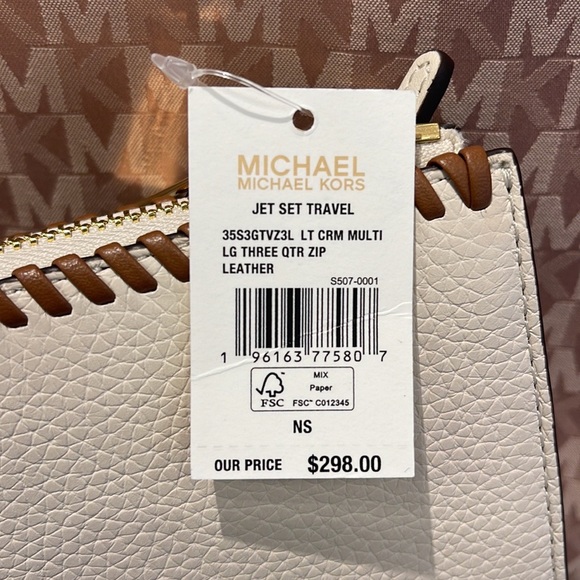 MICHAEL
MICHAEL KORS
JET SET TRAVEL
35S3GTVZ3L LT CRM MULTI
LG THREE QTR ZIP
LEATHER
S507-0001
1 96163 77580 7
FSC
MIX
Paper
FSC™ C012345
NS
OUR PRICE $298.00